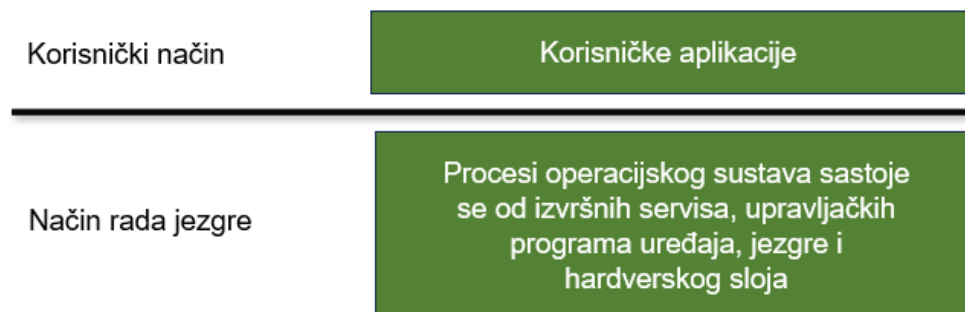 Korisnički način
Korisničke aplikacije
Način rada jezgre
Procesi operacijskog sustava sastoje
se od izvršnih servisa, upravljačkih
programa uređaja, jezgre i
hardverskog sloja